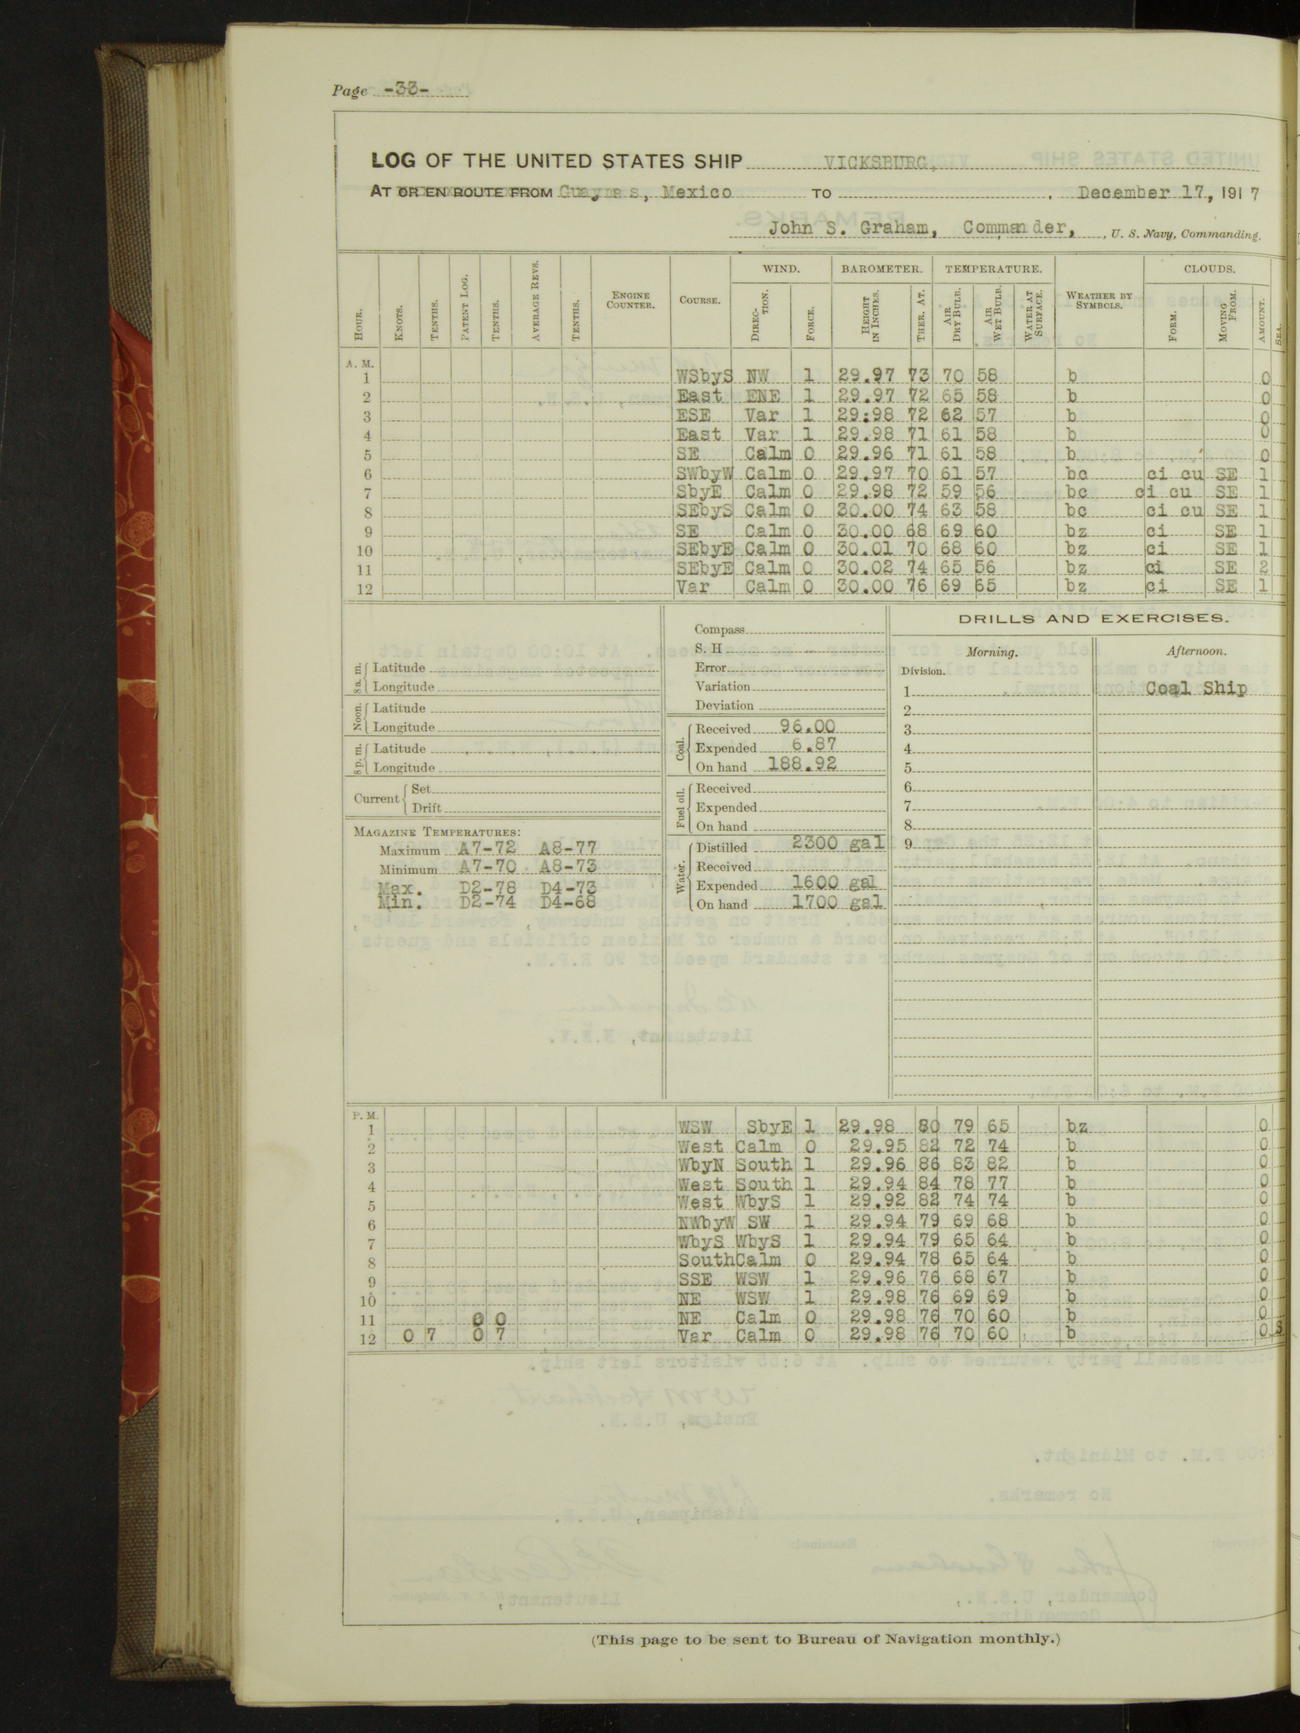 Page -33-
LOG OF THE UNITED STATES SHIP VICKSBURG,
AT OR EN ROUTE FROM Guaymas, Mexico TO , December 17, 1917
John S. Graham, Commander, U. S. Navy, Commanding.
HOUR. KNOTS. TENTHS. PATENT LOG. TENTHS. AVERAGE REVS. TENTHS. ENGINE COUNTER. COURSE. WIND. DIRECTION. FORCE. BAROMETER. HEIGHT IN INCHES. THER. AT. TEMPERATURE. AIR DRY BULB. AIR WET BULB. WATER AT SURFACE. WEATHER BY SYMBOLS. CLOUDS. FORM. MOVING FROM. AMOUNT. SEA.
A. M.
1 WSbyS NW 1 29.97 73 70 58 b 0
2 East ENE 1 29.97 72 65 58 b 0
3 ESE Var 1 29:98 72 62 57 b 0
4 East Var 1 29.98 71 61 58 b 0
5 SE Calm 0 29.96 71 61 58 b 0
6 SWbyW Calm 0 29.97 70 61 57 bc ci cu SE 1
7 SbyE Calm 0 29.98 72 59 56 bc ci cu SE 1
8 SEbyS Calm 0 30.00 74 63 58 bc ci cu SE 1
9 SE Calm 0 30.00 68 69 60 bz ci SE 1
10 SEbyE Calm 0 30.01 70 68 60 bz ci SE 1
11 SEbyE Calm 0 30.02 74 65 56 bz ci SE 2
12 Var Calm 0 30.00 76 69 65 bz ci SE 1
8 a. m. Latitude
Longitude
Noon. Latitude
Longitude
8 p. m. Latitude
Longitude
Current Set
Drift
MAGAZINE TEMPERATURES:
Maximum A7-72 A8-77
Minimum A7-70 A8-73
Max. D2-78 D4-73
Min. D2-74 D4-68
Compass
S. H
Error
Variation
Deviation
Coal. Received 96.00
Expended 6.87
On hand 188.92
Fuel oil. Received
Expended
On hand
Water. Distilled 2300 gal
Received
Expended 1600 gal
On hand 1700 gal
DRILLS AND EXERCISES.
Morning. Afternoon.
Division.
1 Coal Ship
2
3
4
5
6
7
8
9
P. M.
1 WSW SbyE 1 29.98 80 79 65 bz 0
2 West Calm 0 29.95 82 72 74 b 0
3 WbyN South 1 29.96 86 83 82 b 0
4 West South 1 29.94 84 78 77 b 0
5 West WbyS 1 29.92 82 74 74 b 0
6 NWbyW SW 1 29.94 79 69 68 b 0
7 WbyS WbyS 1 29.94 79 65 64 b 0
8 South Calm 0 29.94 78 65 64 b 0
9 SSE WSW 1 29.96 76 68 67 b 0
10 NE WSW 1 29.98 76 69 69 b 0
11 0 0 NE Calm 0 29.98 76 70 60 b 0
12 0 7 0 7 Var Calm 0 29.98 76 70 60 b 0 S
(This page to be sent to Bureau of Navigation monthly.)